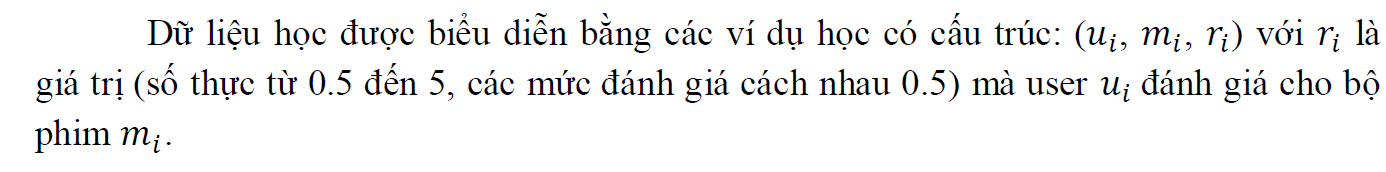 Dữ liệu học được biểu diễn bằng các ví dụ học có cấu trúc: (𝑢ᵢ, 𝑚ᵢ, 𝑟ᵢ) với 𝑟ᵢ là
giá trị (số thực từ 0.5 đến 5, các mức đánh giá cách nhau 0.5) mà user 𝑢ᵢ đánh giá cho bộ
phim 𝑚ᵢ.